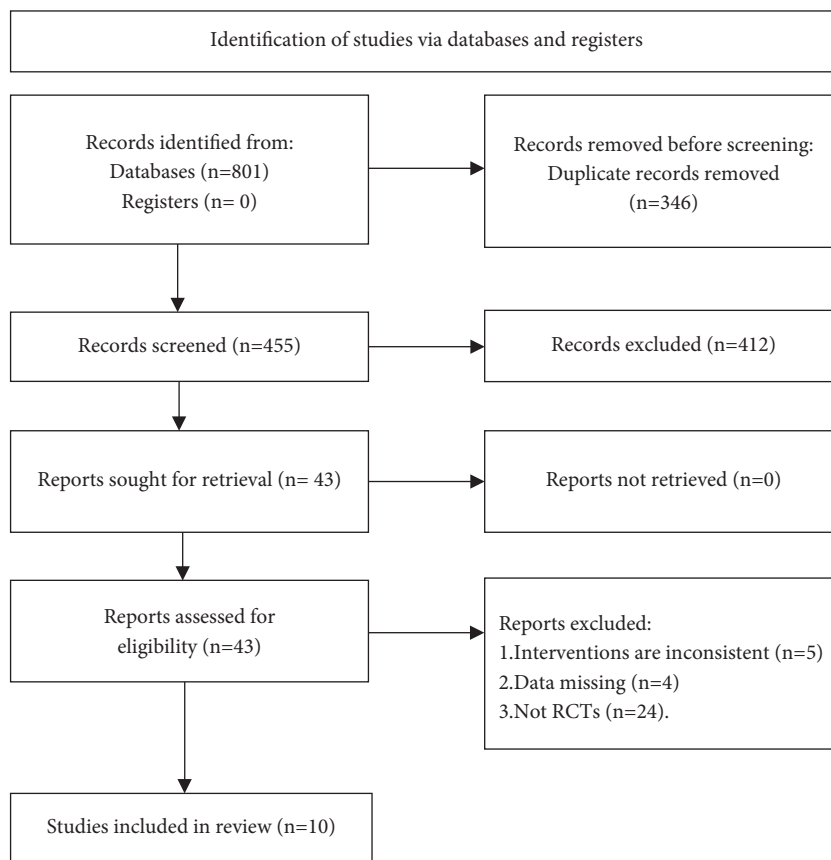 Identification of studies via databases and registers
Records identified from:
Databases (n=801)
Registers (n= 0)
Records removed before screening:
Duplicate records removed
(n=346)
Records screened (n=455)
Records excluded (n=412)
Reports sought for retrieval (n= 43)
Reports not retrieved (n=0)
Reports assessed for
eligibility (n=43)
Reports excluded:
1.Interventions are inconsistent (n=5)
2.Data missing (n=4)
3.Not RCTs (n=24).
Studies included in review (n=10)